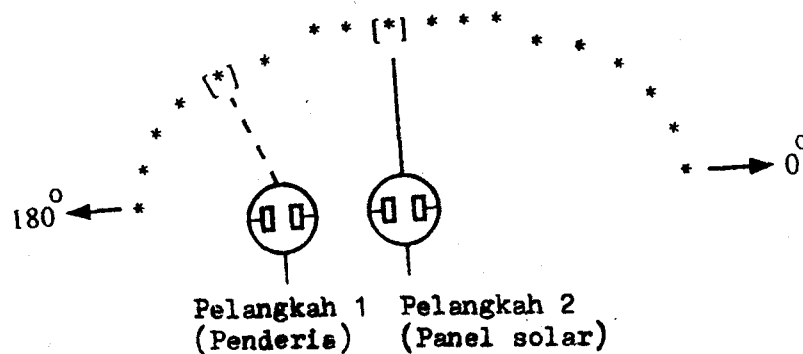 * * * * * * [*] * * * * * * * * * * [*] * *
180° 0°
Pelangkah 1 Pelangkah 2
(Penderia) (Panel solar)